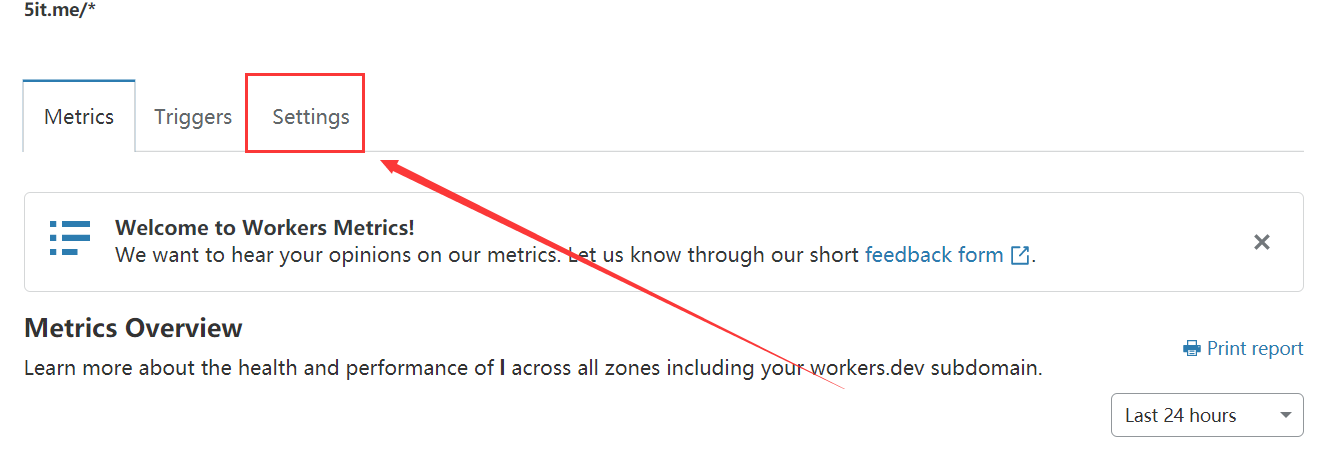 5it.me/*
Metrics
Triggers
Settings
Welcome to Workers Metrics!
We want to hear your opinions on our metrics. Let us know through our short feedback form.
Metrics Overview
Print report
Learn more about the health and performance of l across all zones including your workers.dev subdomain.
Last 24 hours